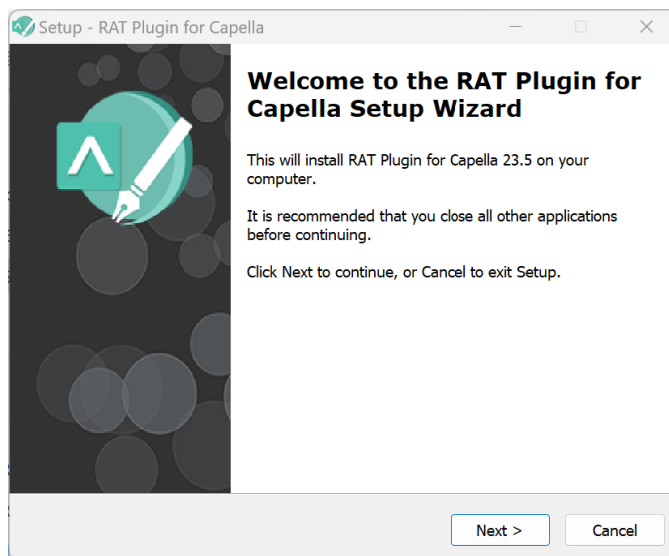 Setup - RAT Plugin for Capella
Welcome to the RAT Plugin for
Capella Setup Wizard
This will install RAT Plugin for Capella 23.5 on your
computer.
It is recommended that you close all other applications
before continuing.
Click Next to continue, or Cancel to exit Setup.
Next >
Cancel